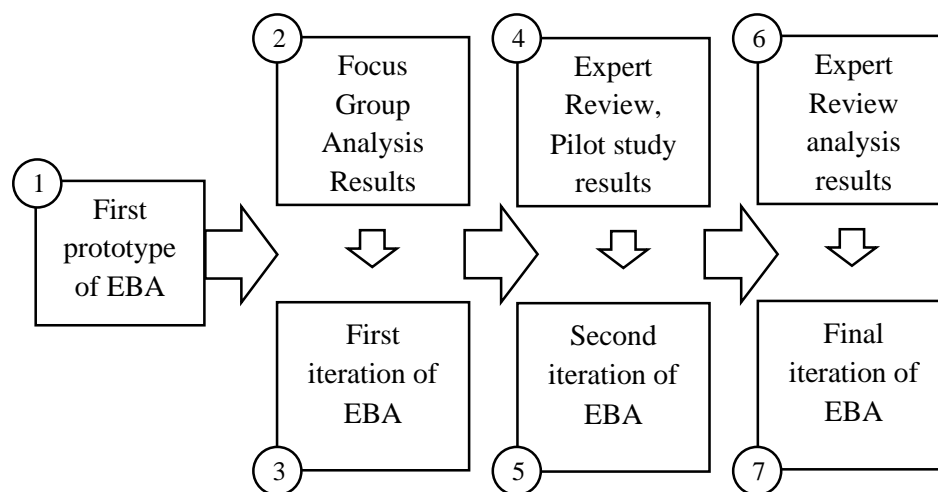 1
First
prototype
of EBA
2
Focus
Group
Analysis
Results
3
First
iteration of
EBA
4
Expert
Review,
Pilot study
results
5
Second
iteration of
EBA
6
Expert
Review
analysis
results
7
Final
iteration of
EBA